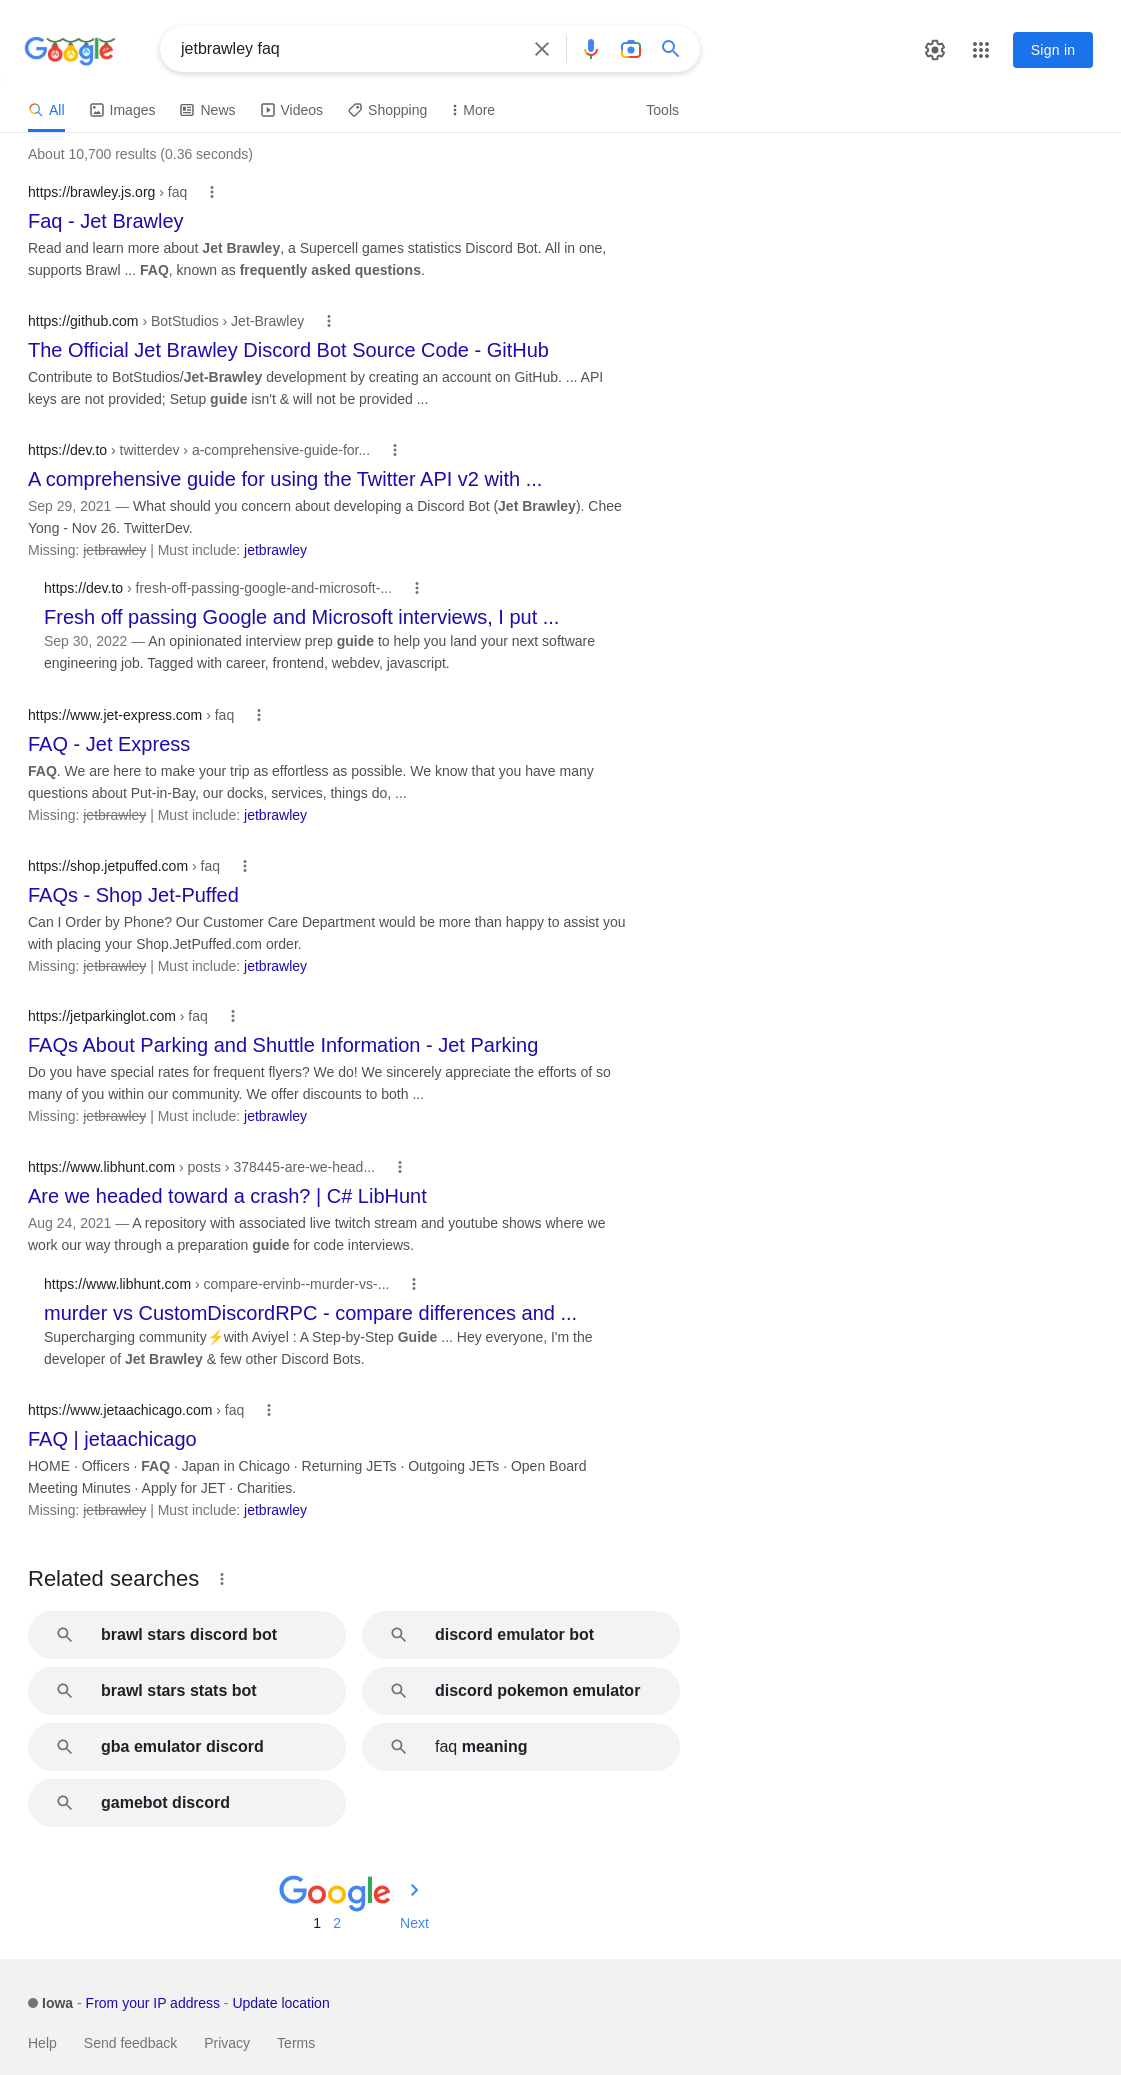 Google
jetbrawley faq
Sign in
All Images News Videos Shopping More Tools
About 10,700 results (0.36 seconds)
https://brawley.js.org › faq
Faq - Jet Brawley
Read and learn more about Jet Brawley, a Supercell games statistics Discord Bot. All in one,
supports Brawl ... FAQ, known as frequently asked questions.
https://github.com › BotStudios › Jet-Brawley
The Official Jet Brawley Discord Bot Source Code - GitHub
Contribute to BotStudios/Jet-Brawley development by creating an account on GitHub. ... API
keys are not provided; Setup guide isn't & will not be provided ...
https://dev.to › twitterdev › a-comprehensive-guide-for...
A comprehensive guide for using the Twitter API v2 with ...
Sep 29, 2021 — What should you concern about developing a Discord Bot (Jet Brawley). Chee
Yong - Nov 26. TwitterDev.
Missing: jetbrawley | Must include: jetbrawley
https://dev.to › fresh-off-passing-google-and-microsoft-...
Fresh off passing Google and Microsoft interviews, I put ...
Sep 30, 2022 — An opinionated interview prep guide to help you land your next software
engineering job. Tagged with career, frontend, webdev, javascript.
https://www.jet-express.com › faq
FAQ - Jet Express
FAQ. We are here to make your trip as effortless as possible. We know that you have many
questions about Put-in-Bay, our docks, services, things do, ...
Missing: jetbrawley | Must include: jetbrawley
https://shop.jetpuffed.com › faq
FAQs - Shop Jet-Puffed
Can I Order by Phone? Our Customer Care Department would be more than happy to assist you
with placing your Shop.JetPuffed.com order.
Missing: jetbrawley | Must include: jetbrawley
https://jetparkinglot.com › faq
FAQs About Parking and Shuttle Information - Jet Parking
Do you have special rates for frequent flyers? We do! We sincerely appreciate the efforts of so
many of you within our community. We offer discounts to both ...
Missing: jetbrawley | Must include: jetbrawley
https://www.libhunt.com › posts › 378445-are-we-head...
Are we headed toward a crash? | C# LibHunt
Aug 24, 2021 — A repository with associated live twitch stream and youtube shows where we
work our way through a preparation guide for code interviews.
https://www.libhunt.com › compare-ervinb--murder-vs-...
murder vs CustomDiscordRPC - compare differences and ...
Supercharging community⚡with Aviyel : A Step-by-Step Guide ... Hey everyone, I'm the
developer of Jet Brawley & few other Discord Bots.
https://www.jetaachicago.com › faq
FAQ | jetaachicago
HOME · Officers · FAQ · Japan in Chicago · Returning JETs · Outgoing JETs · Open Board
Meeting Minutes · Apply for JET · Charities.
Missing: jetbrawley | Must include: jetbrawley
Related searches
brawl stars discord bot
discord emulator bot
brawl stars stats bot
discord pokemon emulator
gba emulator discord
faq meaning
gamebot discord
Google
1 2 Next
Iowa - From your IP address - Update location
Help Send feedback Privacy Terms